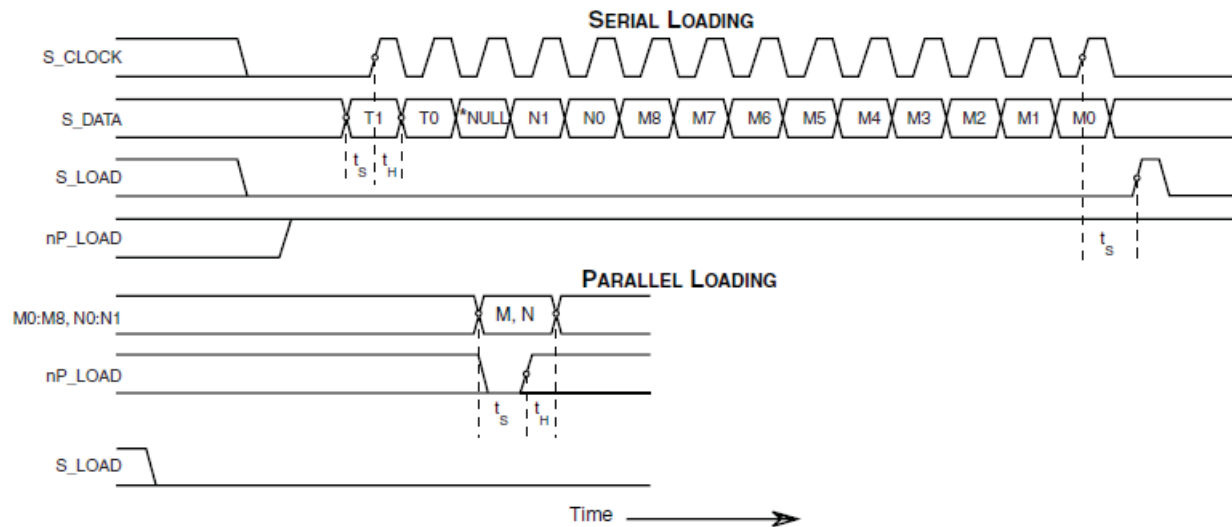 SERIAL LOADING
S_CLOCK
S_DATA T1 T0 *NULL N1 N0 M8 M7 M6 M5 M4 M3 M2 M1 M0
tS tH
S_LOAD
nP_LOAD
tS
PARALLEL LOADING
M0:M8, N0:N1 M, N
nP_LOAD
tS tH
S_LOAD
Time